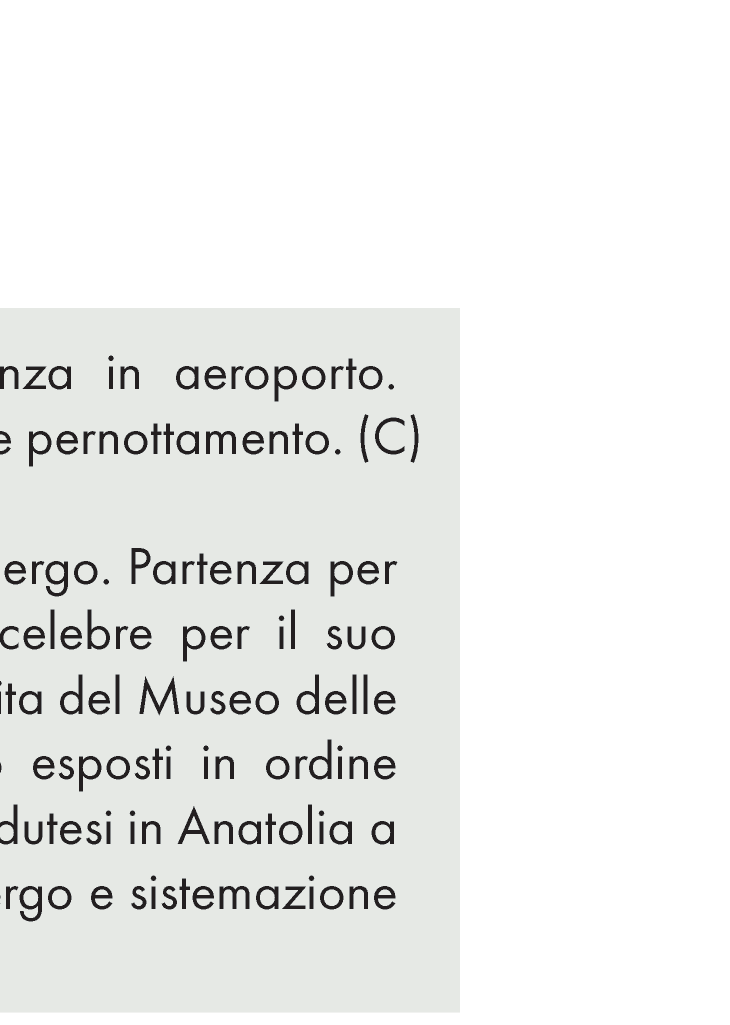 nza in aeroporto.
e pernottamento. (C)
ergo. Partenza per
celebre per il suo
ita del Museo delle
esposti in ordine
dutesi in Anatolia a
ergo e sistemazione